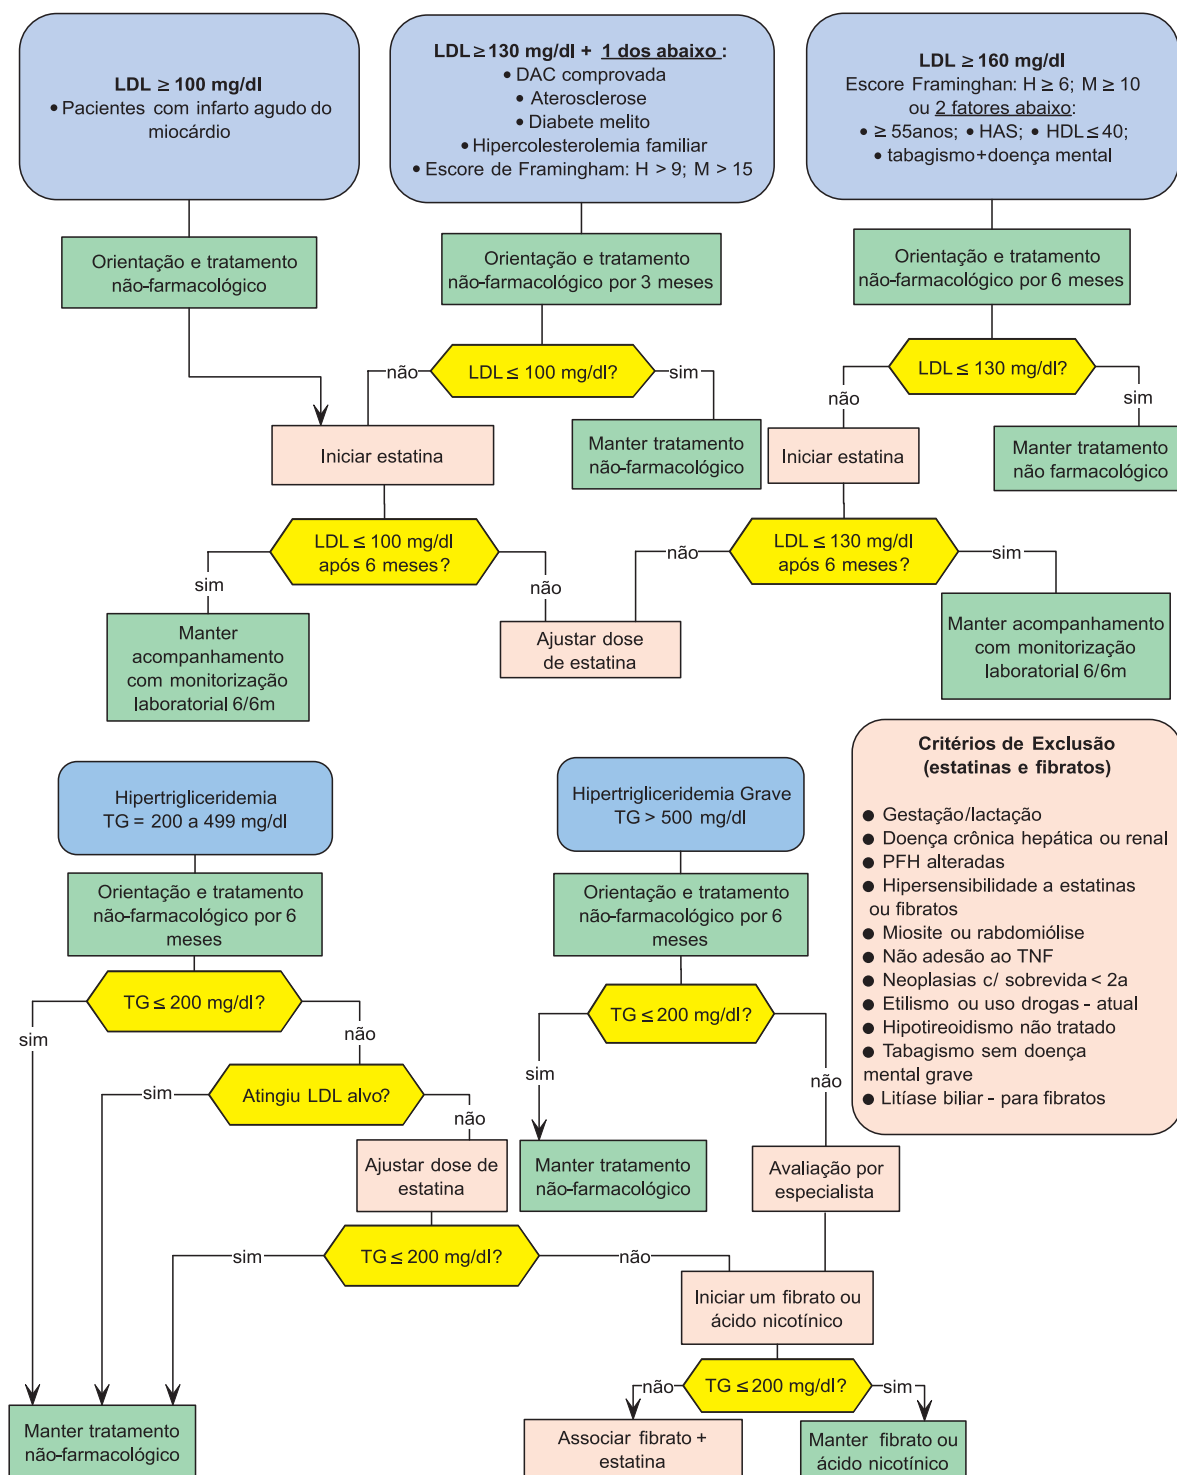 LDL ≥ 100 mg/dl
• Pacientes com infarto agudo do
miocárdio
LDL ≥ 130 mg/dl + 1 dos abaixo :
• DAC comprovada
• Aterosclerose
• Diabete melito
• Hipercolesterolemia familiar
• Escore de Framingham: H > 9; M > 15
LDL ≥ 160 mg/dl
Escore Framinghan: H ≥ 6; M ≥ 10
ou 2 fatores abaixo:
• ≥ 55anos; • HAS; • HDL ≤ 40;
• tabagismo+doença mental
Orientação e tratamento
não-farmacológico
Orientação e tratamento
não-farmacológico por 3 meses
Orientação e tratamento
não-farmacológico por 6 meses
não
LDL ≤ 100 mg/dl?
sim
LDL ≤ 130 mg/dl?
não
sim
Iniciar estatina
Manter tratamento
não-farmacológico
Iniciar estatina
Manter tratamento
não farmacológico
LDL ≤ 100 mg/dl
após 6 meses?
sim
não
não
LDL ≤ 130 mg/dl
após 6 meses?
sim
Manter
acompanhamento
com monitorização
laboratorial 6/6m
Ajustar dose
de estatina
Manter acompanhamento
com monitorização
laboratorial 6/6m
Hipertrigliceridemia
TG = 200 a 499 mg/dl
Hipertrigliceridemia Grave
TG > 500 mg/dl
Critérios de Exclusão
(estatinas e fibratos)
● Gestação/lactação
● Doença crônica hepática ou renal
● PFH alteradas
● Hipersensibilidade a estatinas
ou fibratos
● Miosite ou rabdomiólise
● Não adesão ao TNF
● Neoplasias c/ sobrevida < 2a
● Etilismo ou uso drogas - atual
● Hipotireoidismo não tratado
● Tabagismo sem doença
mental grave
● Litíase biliar - para fibratos
Orientação e tratamento
não-farmacológico por 6
meses
Orientação e tratamento
não-farmacológico por 6
meses
TG ≤ 200 mg/dl?
sim
não
TG ≤ 200 mg/dl?
sim
não
sim
Atingiu LDL alvo?
não
Ajustar dose de
estatina
Manter tratamento
não-farmacológico
Avaliação por
especialista
sim
TG ≤ 200 mg/dl?
não
Iniciar um fibrato ou
ácido nicotínico
não
TG ≤ 200 mg/dl?
sim
Manter tratamento
não-farmacológico
Associar fibrato +
estatina
Manter fibrato ou
ácido nicotínico